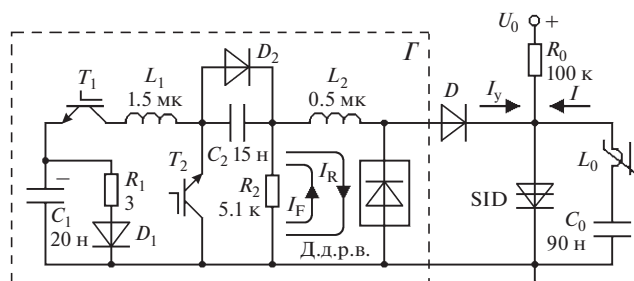 U₀ +
Г
R₀
100 к
D₂
T₁
L₁
1.5 мк
L₂
0.5 мк
D
Iу
I
C₂ 15 н
T₂
R₂
5.1 к
I_F
I_R
L₀
–
R₁
3
C₁
20 н
D₁
SID
C₀
90 н
Д.д.р.в.